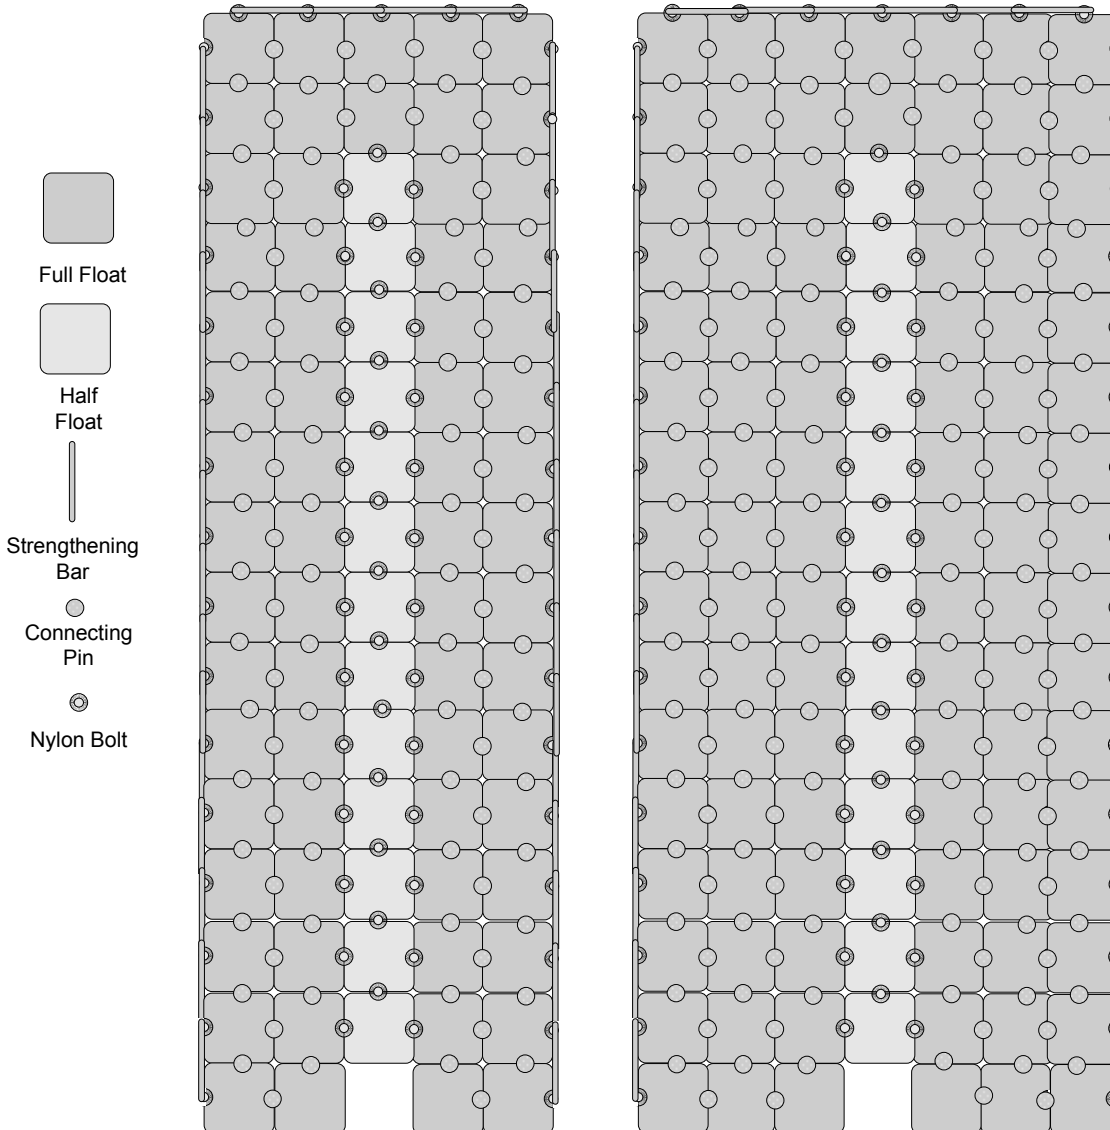 Full Float
Half
Float
Strengthening
Bar
Connecting
Pin
Nylon Bolt